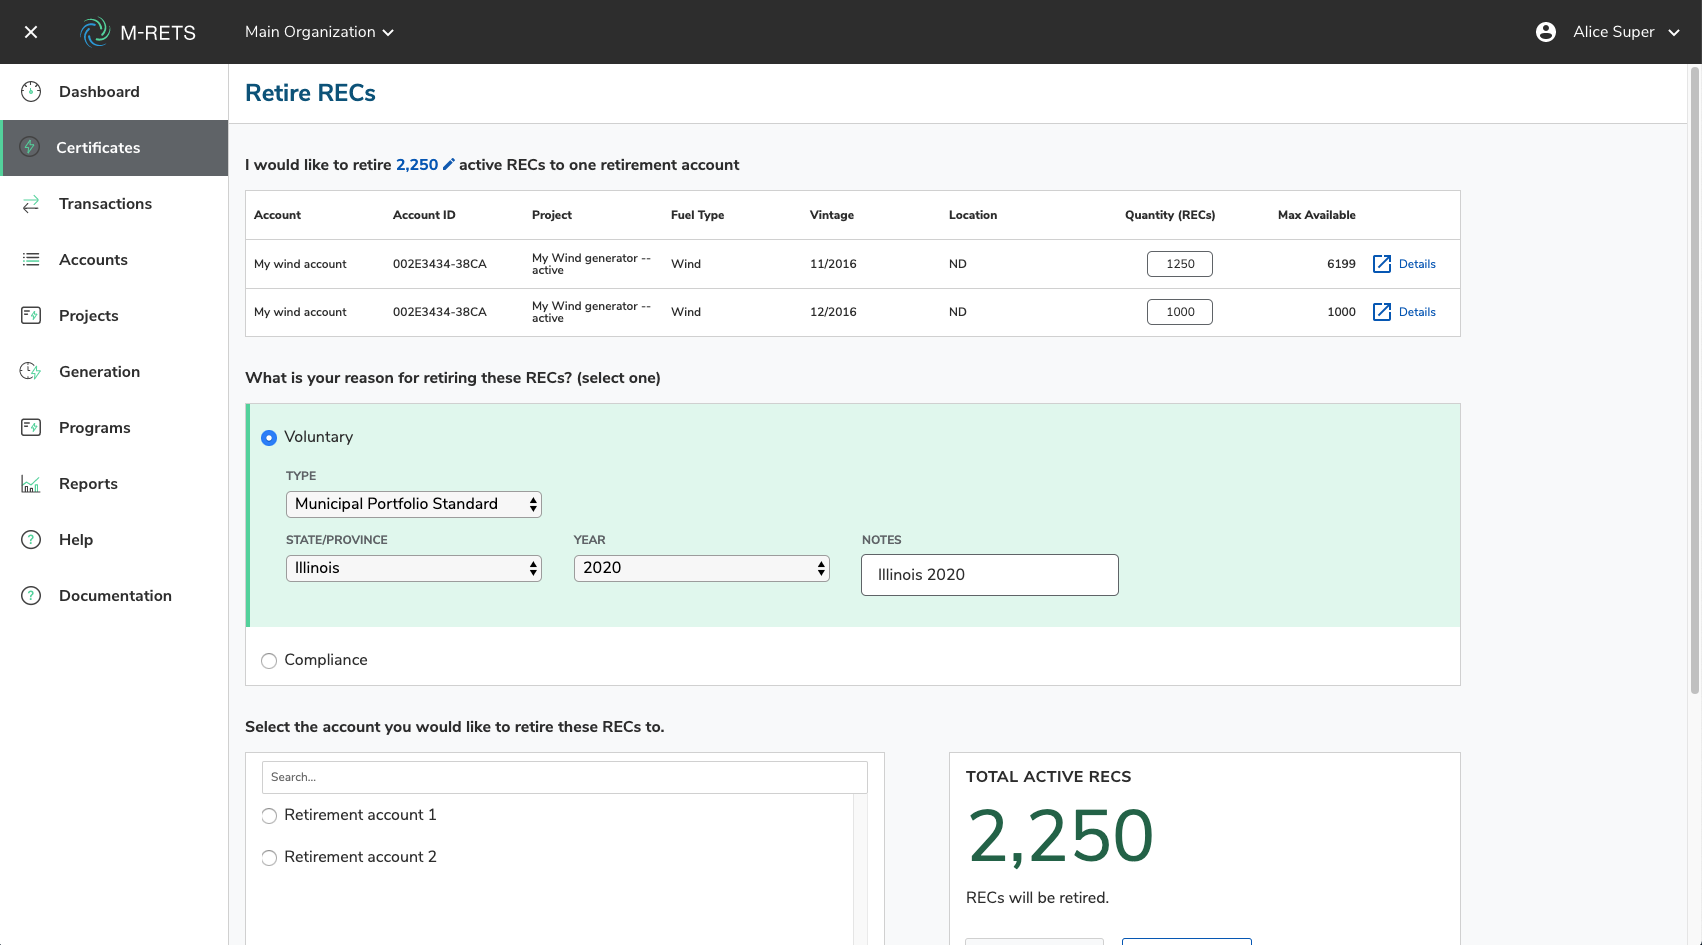 M-RETS
Main Organization
Alice Super
Dashboard
Certificates
Transactions
Accounts
Projects
Generation
Programs
Reports
Help
Documentation
Retire RECs
I would like to retire 2,250 active RECs to one retirement account
Account Account ID Project Fuel Type Vintage Location Quantity (RECs) Max Available
My wind account 002E3434-38CA My Wind generator -- active Wind 11/2016 ND 1250 6199 Details
My wind account 002E3434-38CA My Wind generator -- active Wind 12/2016 ND 1000 1000 Details
What is your reason for retiring these RECs? (select one)
Voluntary
TYPE
Municipal Portfolio Standard
STATE/PROVINCE YEAR NOTES
Illinois 2020 Illinois 2020
Compliance
Select the account you would like to retire these RECs to.
Search...
Retirement account 1
Retirement account 2
TOTAL ACTIVE RECS
2,250
RECs will be retired.